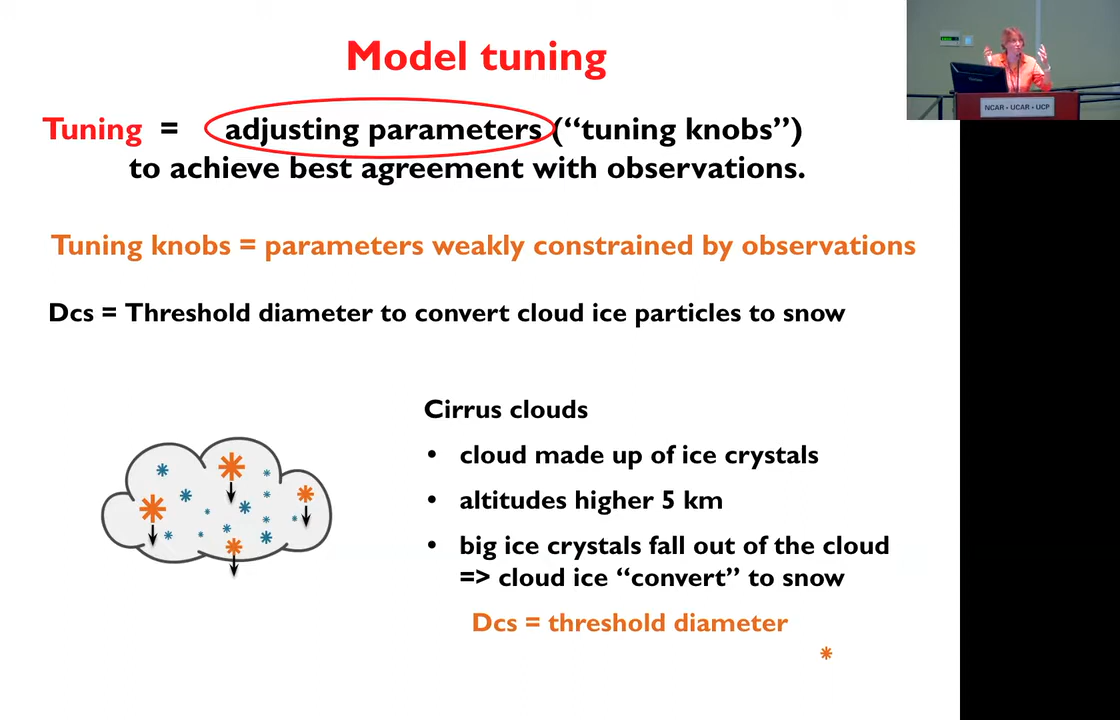 Model tuning
NCAR • UCAR • UCP
Tuning = adjusting parameters (“tuning knobs”)
to achieve best agreement with observations.
Tuning knobs = parameters weakly constrained by observations
Dcs = Threshold diameter to convert cloud ice particles to snow
Cirrus clouds
• cloud made up of ice crystals
• altitudes higher 5 km
• big ice crystals fall out of the cloud
=> cloud ice “convert” to snow
Dcs = threshold diameter